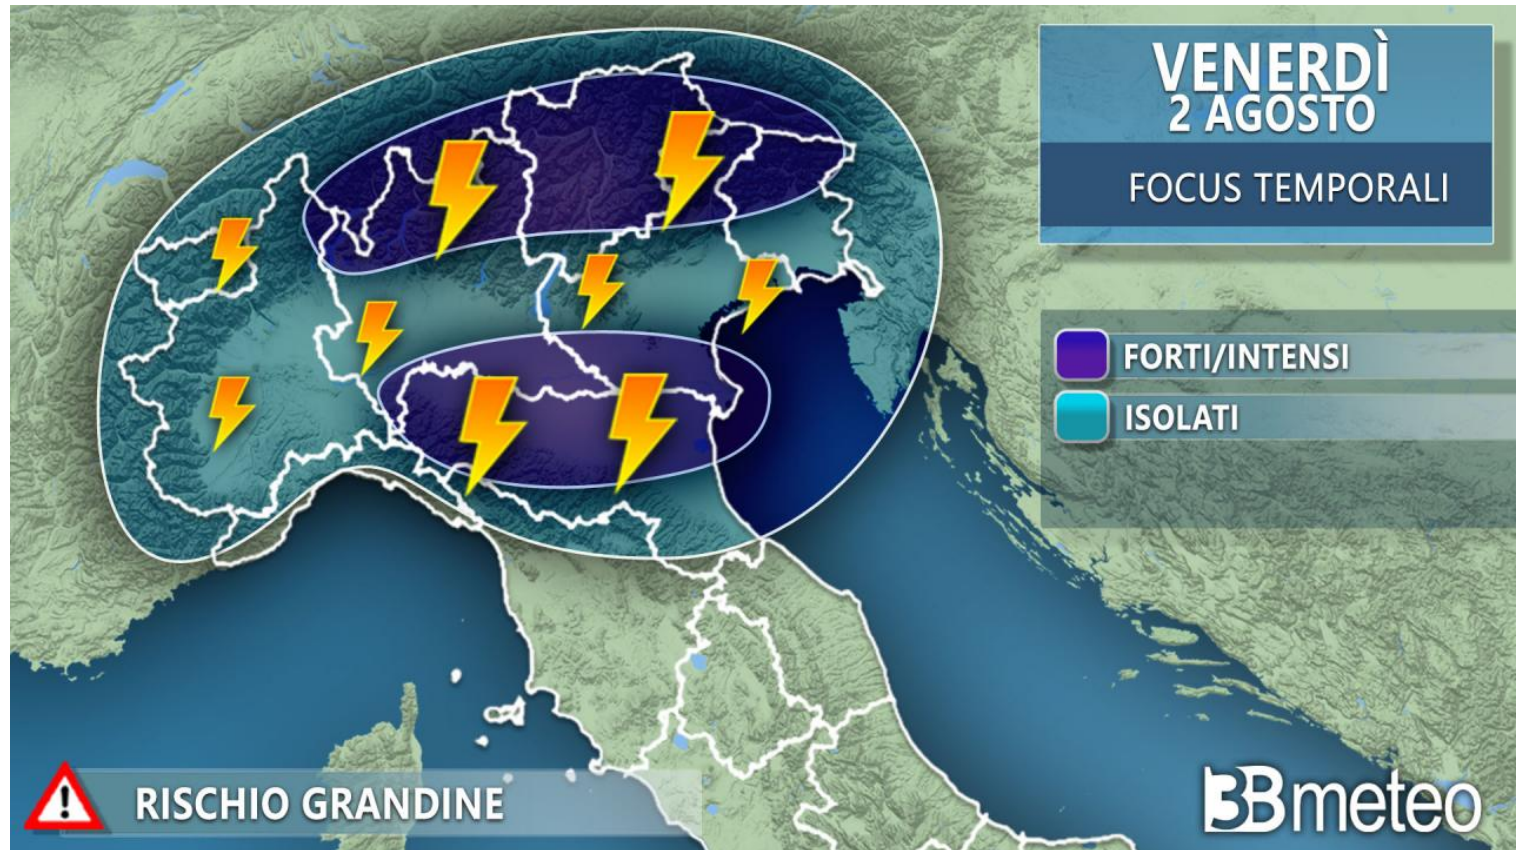 VENERDÌ
2 AGOSTO
FOCUS TEMPORALI
FORTI/INTENSI
ISOLATI
RISCHIO GRANDINE
3Bmeteo